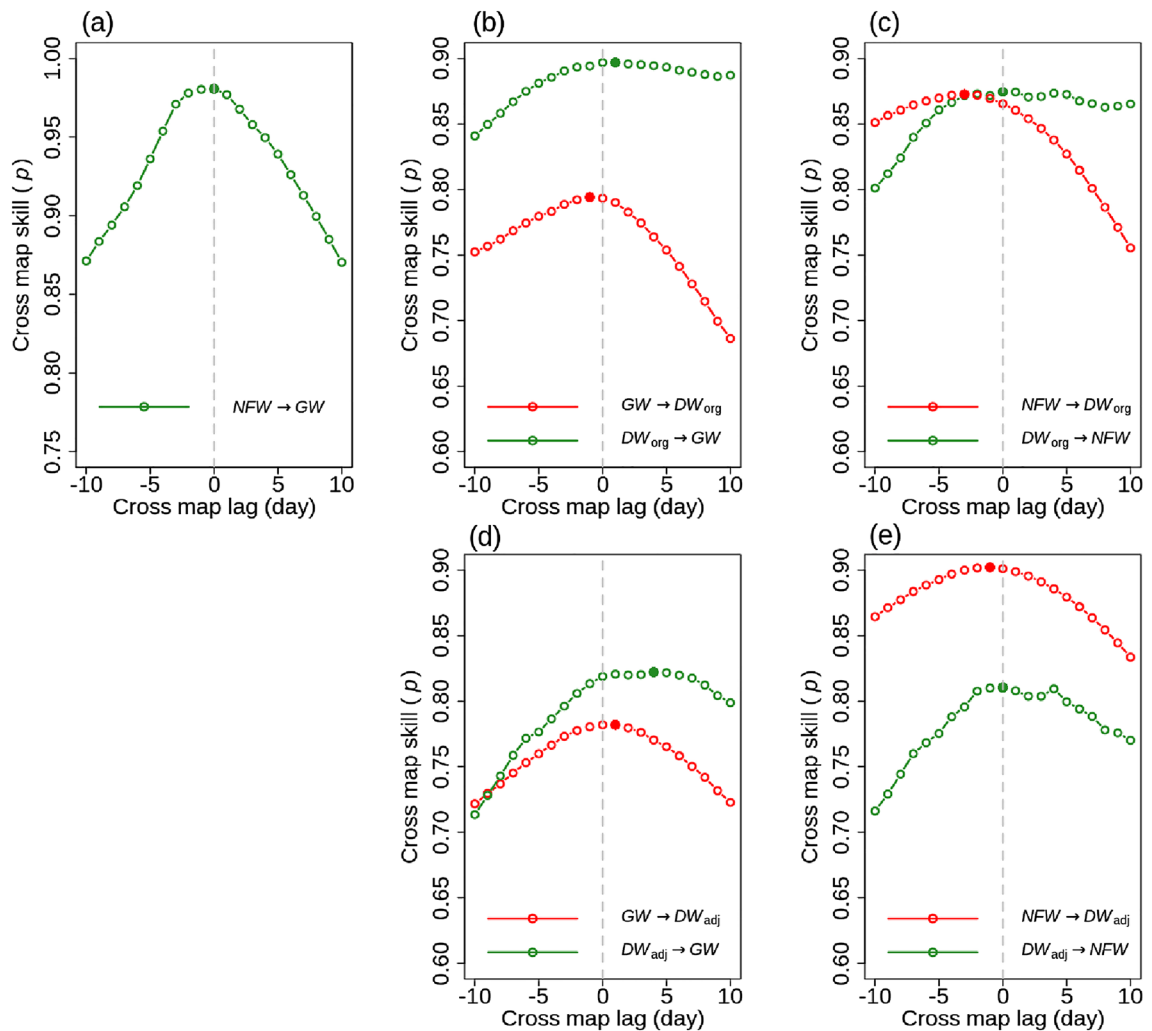 (a)
1.00
0.95
0.90
0.85
0.80
0.75
Cross map skill ( p)
NFW → GW
-10 -5 0 5 10
Cross map lag (day)
(b)
0.90
0.85
0.80
0.75
0.70
0.65
0.60
Cross map skill ( p)
GW → DWorg
DWorg → GW
-10 -5 0 5 10
Cross map lag (day)
(c)
0.90
0.85
0.80
0.75
0.70
0.65
0.60
Cross map skill ( p)
NFW → DWorg
DWorg → NFW
-10 -5 0 5 10
Cross map lag (day)
(d)
0.90
0.85
0.80
0.75
0.70
0.65
0.60
Cross map skill ( p)
GW → DWadj
DWadj → GW
-10 -5 0 5 10
Cross map lag (day)
(e)
0.90
0.85
0.80
0.75
0.70
0.65
0.60
Cross map skill ( p)
NFW → DWadj
DWadj → NFW
-10 -5 0 5 10
Cross map lag (day)